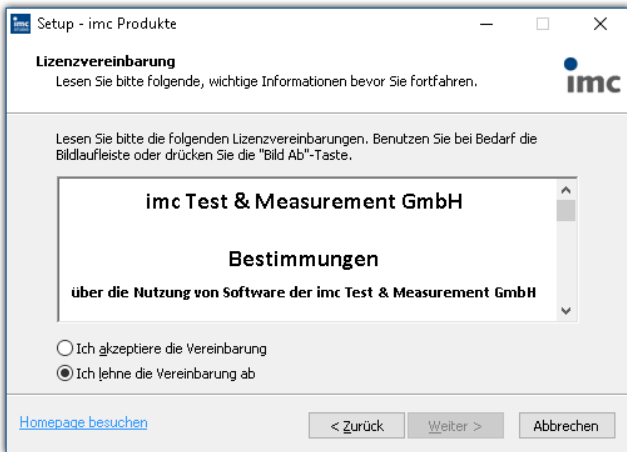 imc
Setup - imc Produkte
Lizenzvereinbarung
Lesen Sie bitte folgende, wichtige Informationen bevor Sie fortfahren.
imc
Lesen Sie bitte die folgenden Lizenzvereinbarungen. Benutzen Sie bei Bedarf die
Bildlaufleiste oder drücken Sie die "Bild Ab"-Taste.
imc Test & Measurement GmbH
Bestimmungen
über die Nutzung von Software der imc Test & Measurement GmbH
Ich akzeptiere die Vereinbarung
Ich lehne die Vereinbarung ab
Homepage besuchen
< Zurück
Weiter >
Abbrechen